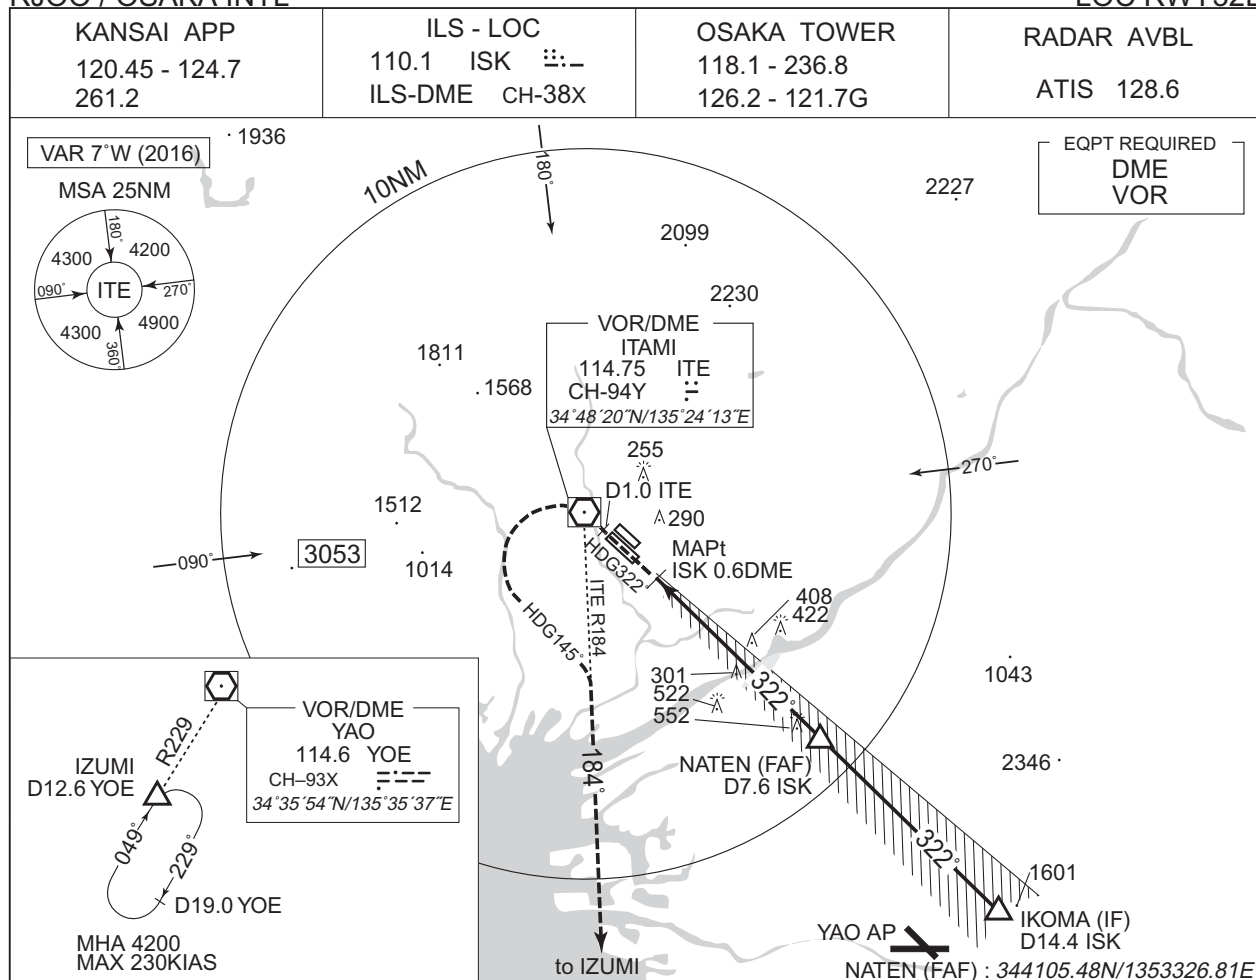 RJOO / OSAKA INTL
LOC RWY32L
KANSAI APP
120.45 - 124.7
261.2
ILS - LOC
110.1 ISK
ILS-DME CH-38X
OSAKA TOWER
118.1 - 236.8
126.2 - 121.7G
RADAR AVBL
ATIS 128.6
VAR 7°W (2016)
1936
MSA 25NM
180°
4300
4200
090°
ITE
270°
4300
4900
360°
10NM
180°
2227
EQPT REQUIRED
DME
VOR
2099
2230
VOR/DME
ITAMI
114.75 ITE
CH-94Y
34°48′20″N/135°24′13″E
1811
1568
255
270°
D1.0 ITE
290
1512
MAPt
ISK 0.6DME
HDG322°
090°
3053
1014
ITE R184
HDG145°
408
422
301
522
552
322°
1043
NATEN (FAF)
D7.6 ISK
2346
184°
322°
1601
IKOMA (IF)
D14.4 ISK
YAO AP
to IZUMI
NATEN (FAF) : 344105.48N/1353326.81E
VOR/DME
YAO
114.6 YOE
CH–93X
34°35′54″N/135°35′37″E
R229
IZUMI
D12.6 YOE
049°
229°
D19.0 YOE
MHA 4200
MAX 230KIAS